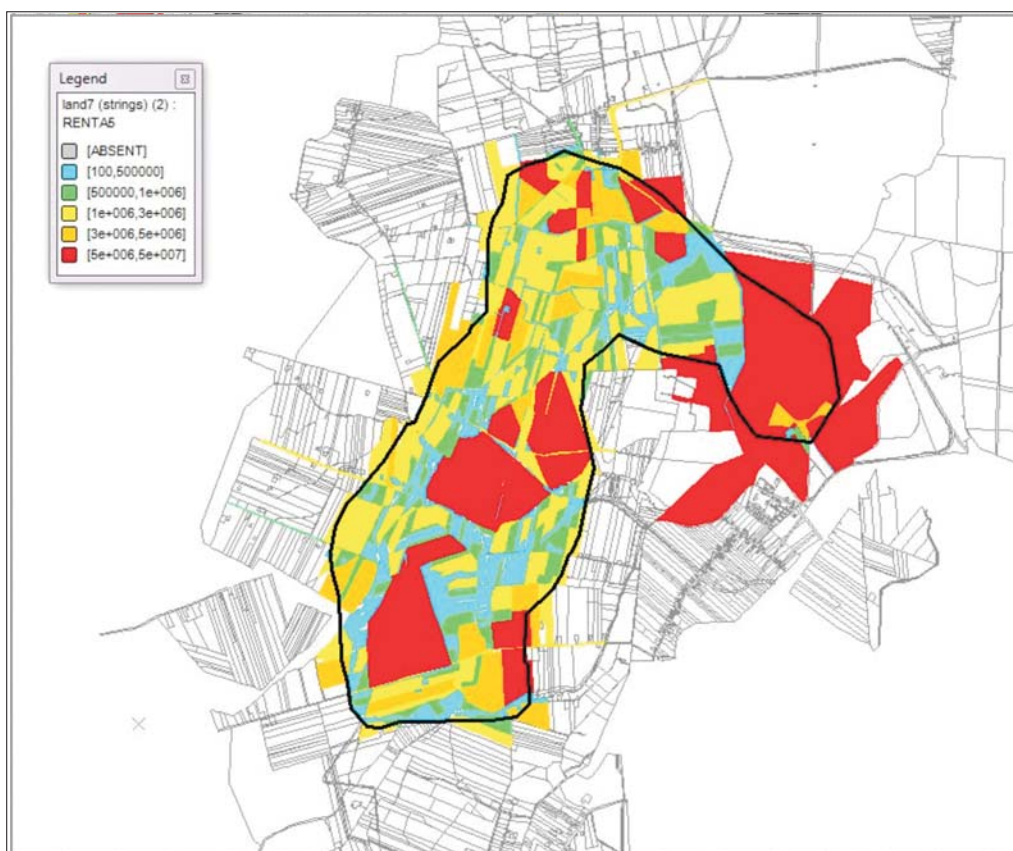 Legend
land7 (strings) (2) :
RENTA5
[ABSENT]
[100,500000]
[500000,1e+006]
[1e+006,3e+006]
[3e+006,5e+006]
[5e+006,5e+007]